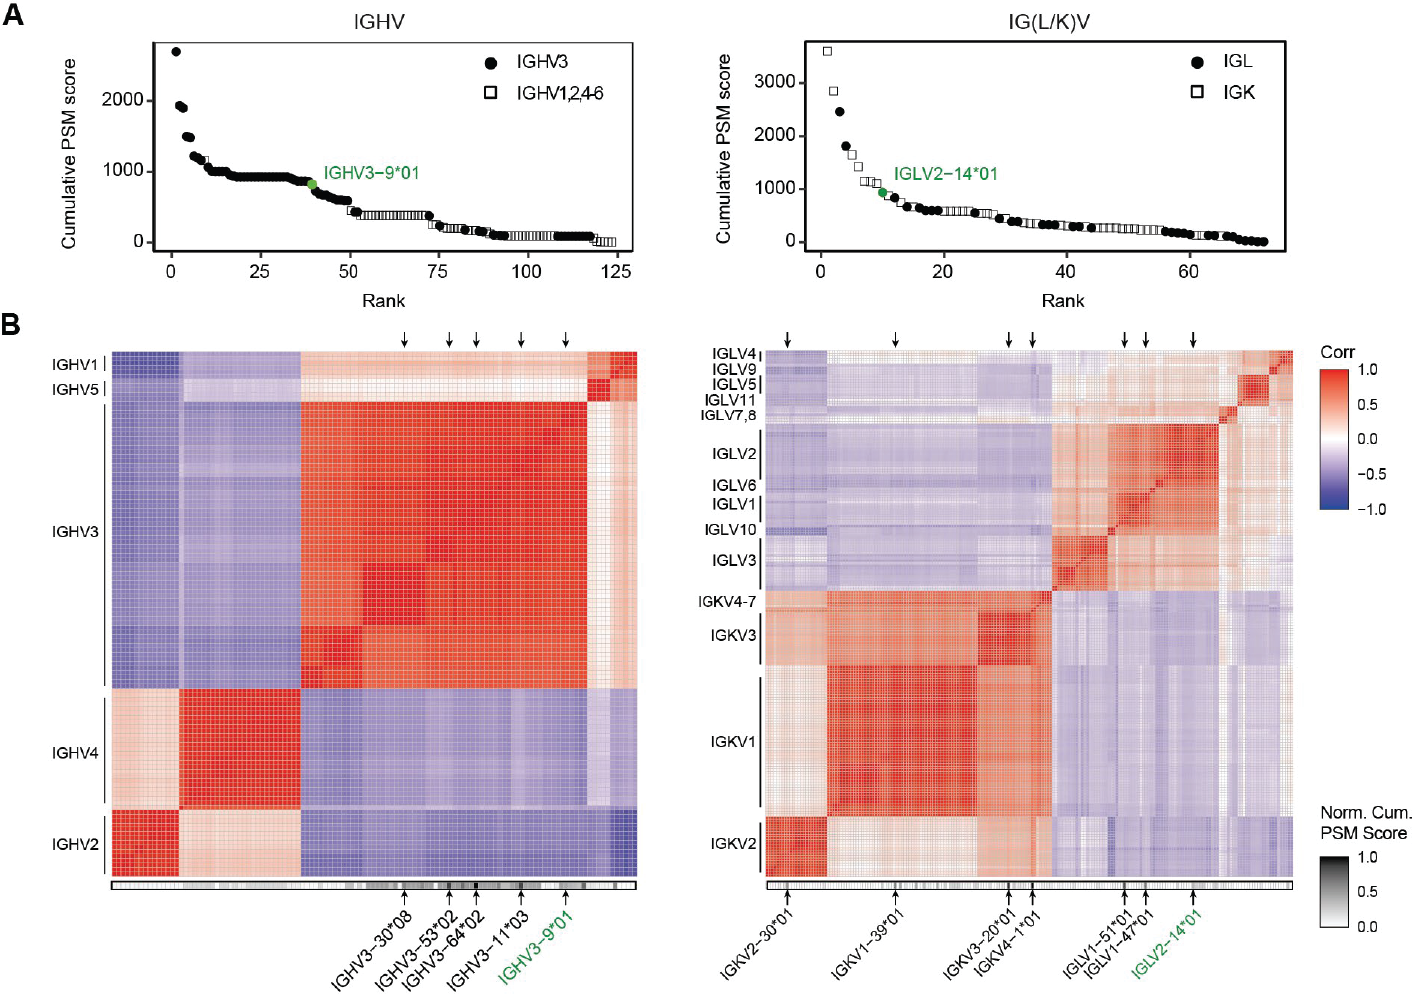 A
IGHV
Cumulative PSM score
2000
1000
0
IGHV3
IGHV1,2,4-6
IGHV3−9*01
0 25 50 75 100 125
Rank
IG(L/K)V
Cumulative PSM score
3000
2000
1000
0
IGL
IGK
IGLV2−14*01
0 20 40 60
Rank
B
IGHV1
IGHV5
IGHV3
IGHV4
IGHV2
IGHV3−30*08
IGHV3−53*02
IGHV3−64*02
IGHV3−11*03
IGHV3−9*01
IGLV4
IGLV9
IGLV5
IGLV11
IGLV7,8
IGLV2
IGLV6
IGLV1
IGLV10
IGLV3
IGKV4-7
IGKV3
IGKV1
IGKV2
IGKV2−30*01
IGKV1−39*01
IGKV3−20*01
IGKV4−1*01
IGLV1−51*01
IGLV1−47*01
IGLV2−14*01
Corr
1.0
0.5
0.0
−0.5
−1.0
Norm. Cum.
PSM Score
1.0
0.5
0.0